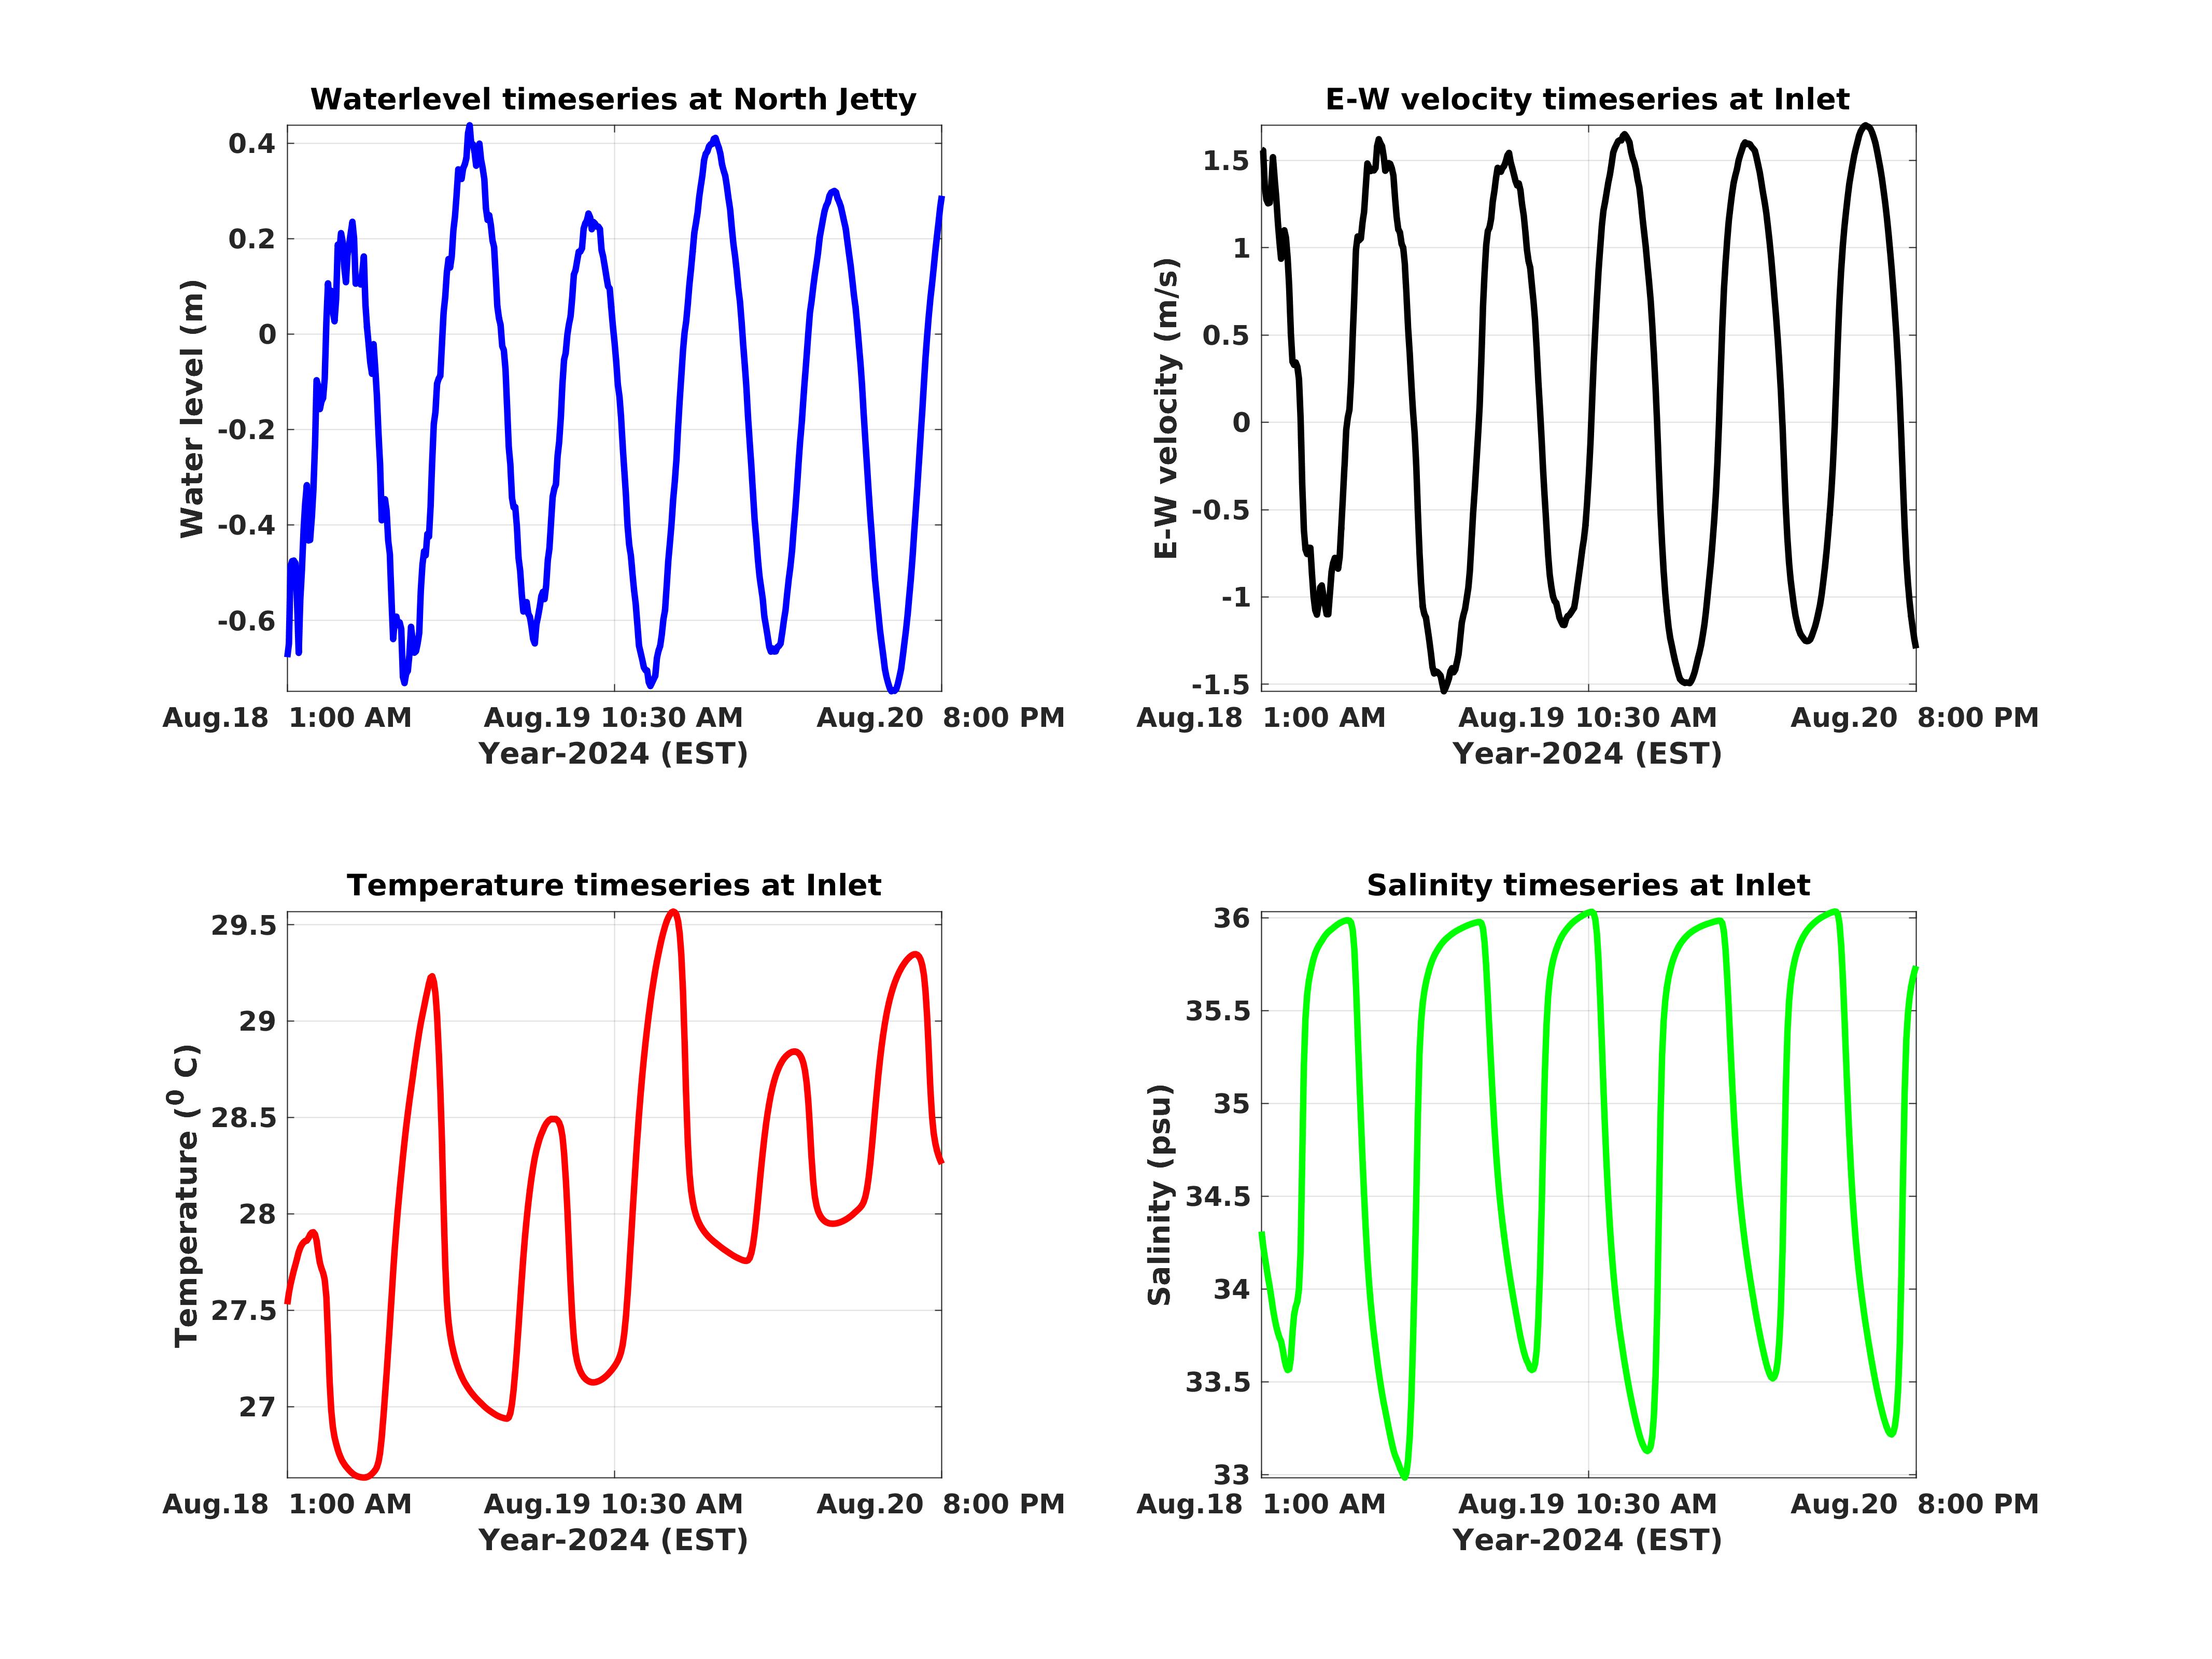 Waterlevel timeseries at North Jetty
0.4
0.2
0
-0.2
-0.4
-0.6
Water level (m)
Aug.18 1:00 AM
Aug.19 10:30 AM
Aug.20 8:00 PM
Year-2024 (EST)
E-W velocity timeseries at Inlet
1.5
1
0.5
0
-0.5
-1
-1.5
E-W velocity (m/s)
Aug.18 1:00 AM
Aug.19 10:30 AM
Aug.20 8:00 PM
Year-2024 (EST)
Temperature timeseries at Inlet
29.5
29
28.5
28
27.5
27
Temperature (⁰ C)
Aug.18 1:00 AM
Aug.19 10:30 AM
Aug.20 8:00 PM
Year-2024 (EST)
Salinity timeseries at Inlet
36
35.5
35
34.5
34
33.5
33
Salinity (psu)
Aug.18 1:00 AM
Aug.19 10:30 AM
Aug.20 8:00 PM
Year-2024 (EST)